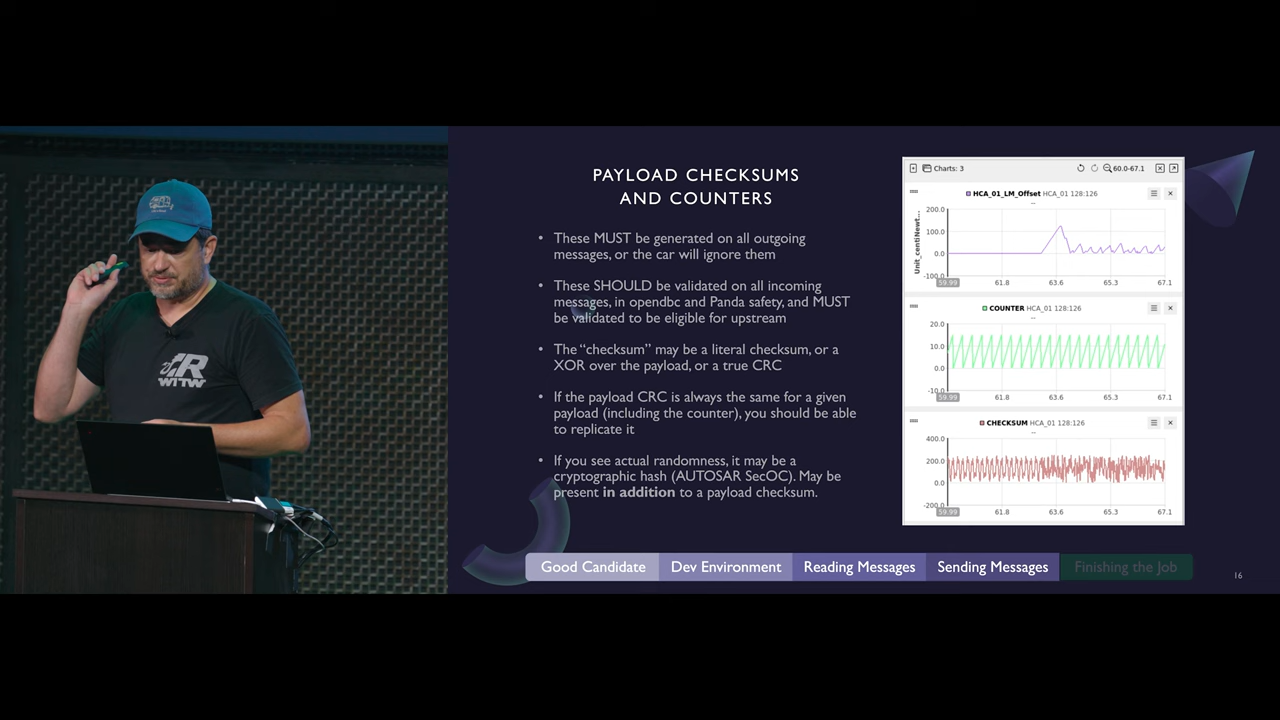 PAYLOAD CHECKSUMS
AND COUNTERS
• These MUST be generated on all outgoing
messages, or the car will ignore them
• These SHOULD be validated on all incoming
messages, in opendbc and Panda safety, and MUST
be validated to be eligible for upstream
• The “checksum” may be a literal checksum, or a
XOR over the payload, or a true CRC
• If the payload CRC is always the same for a given
payload (including the counter), you should be able
to replicate it
• If you see actual randomness, it may be a
cryptographic hash (AUTOSAR SecOC). May be
present in addition to a payload checksum.
Charts: 3
60.0-67.1
HCA_01_LM_Offset HCA_01 128:126
Unit_centiNewt...
200.0
100.0
0.0
-100.0
59.99 61.8 63.6 65.3 67.1
COUNTER HCA_01 128:126
20.0
10.0
0.0
-10.0
59.99 61.8 63.6 65.3 67.1
CHECKSUM HCA_01 128:126
400.0
200.0
0.0
-200.0
59.99 61.8 63.6 65.3 67.1
Good Candidate Dev Environment Reading Messages Sending Messages Finishing the Job
16
WTTW